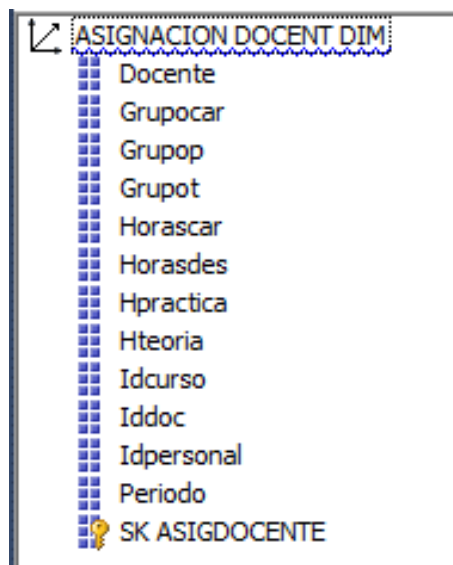 ASIGNACION DOCENT DIM
Docente
Grupocar
Grupop
Grupot
Horascar
Horasdes
Hpractica
Hteoria
Idcurso
Iddoc
Idpersonal
Periodo
SK ASIGDOCENTE